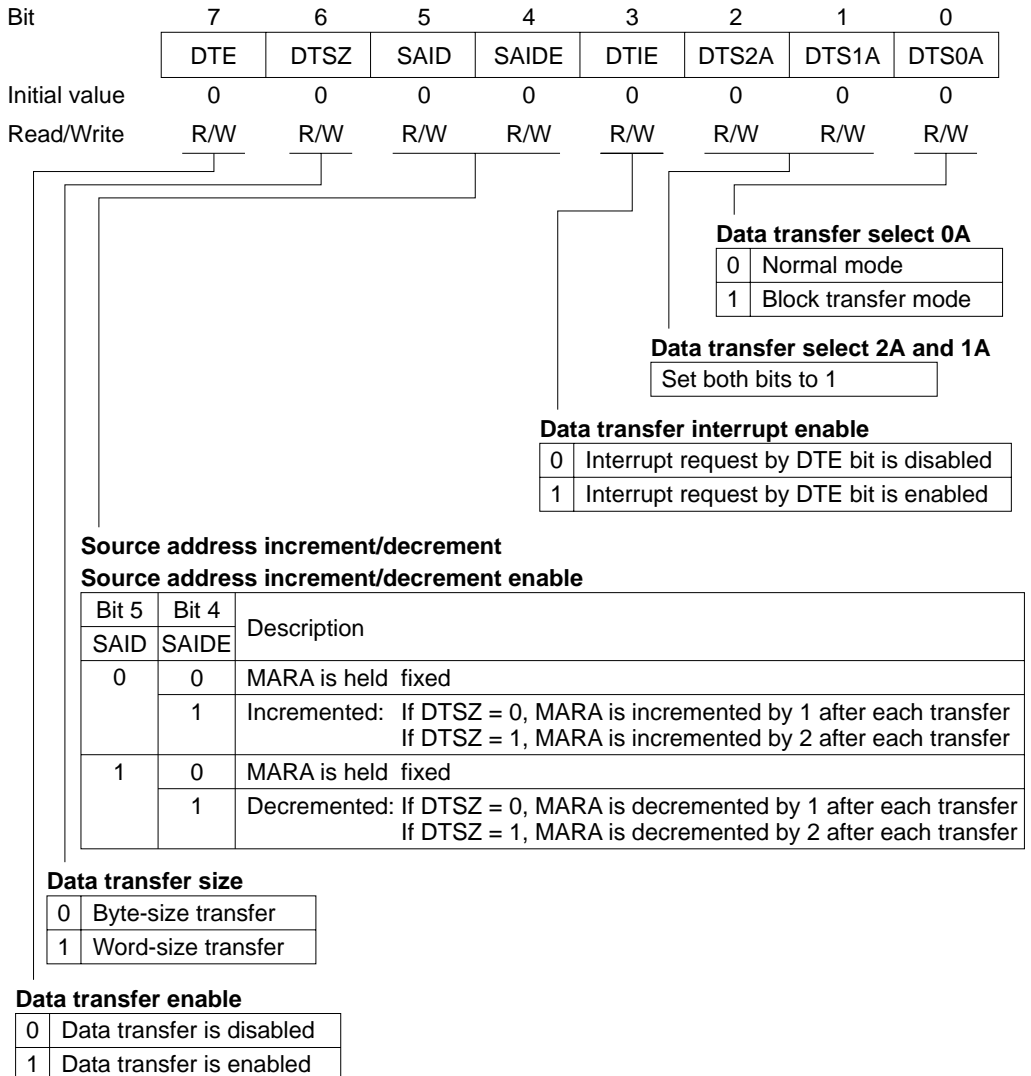 Bit 7 6 5 4 3 2 1 0
DTE DTSZ SAID SAIDE DTIE DTS2A DTS1A DTS0A
Initial value 0 0 0 0 0 0 0 0
Read/Write R/W R/W R/W R/W R/W R/W R/W R/W
Data transfer select 0A
0 Normal mode
1 Block transfer mode
Data transfer select 2A and 1A
Set both bits to 1
Data transfer interrupt enable
0 Interrupt request by DTE bit is disabled
1 Interrupt request by DTE bit is enabled
Source address increment/decrement
Source address increment/decrement enable
Bit 5 Bit 4 Description
SAID SAIDE
0 0 MARA is held fixed
1 Incremented: If DTSZ = 0, MARA is incremented by 1 after each transfer
If DTSZ = 1, MARA is incremented by 2 after each transfer
1 0 MARA is held fixed
1 Decremented: If DTSZ = 0, MARA is decremented by 1 after each transfer
If DTSZ = 1, MARA is decremented by 2 after each transfer
Data transfer size
0 Byte-size transfer
1 Word-size transfer
Data transfer enable
0 Data transfer is disabled
1 Data transfer is enabled